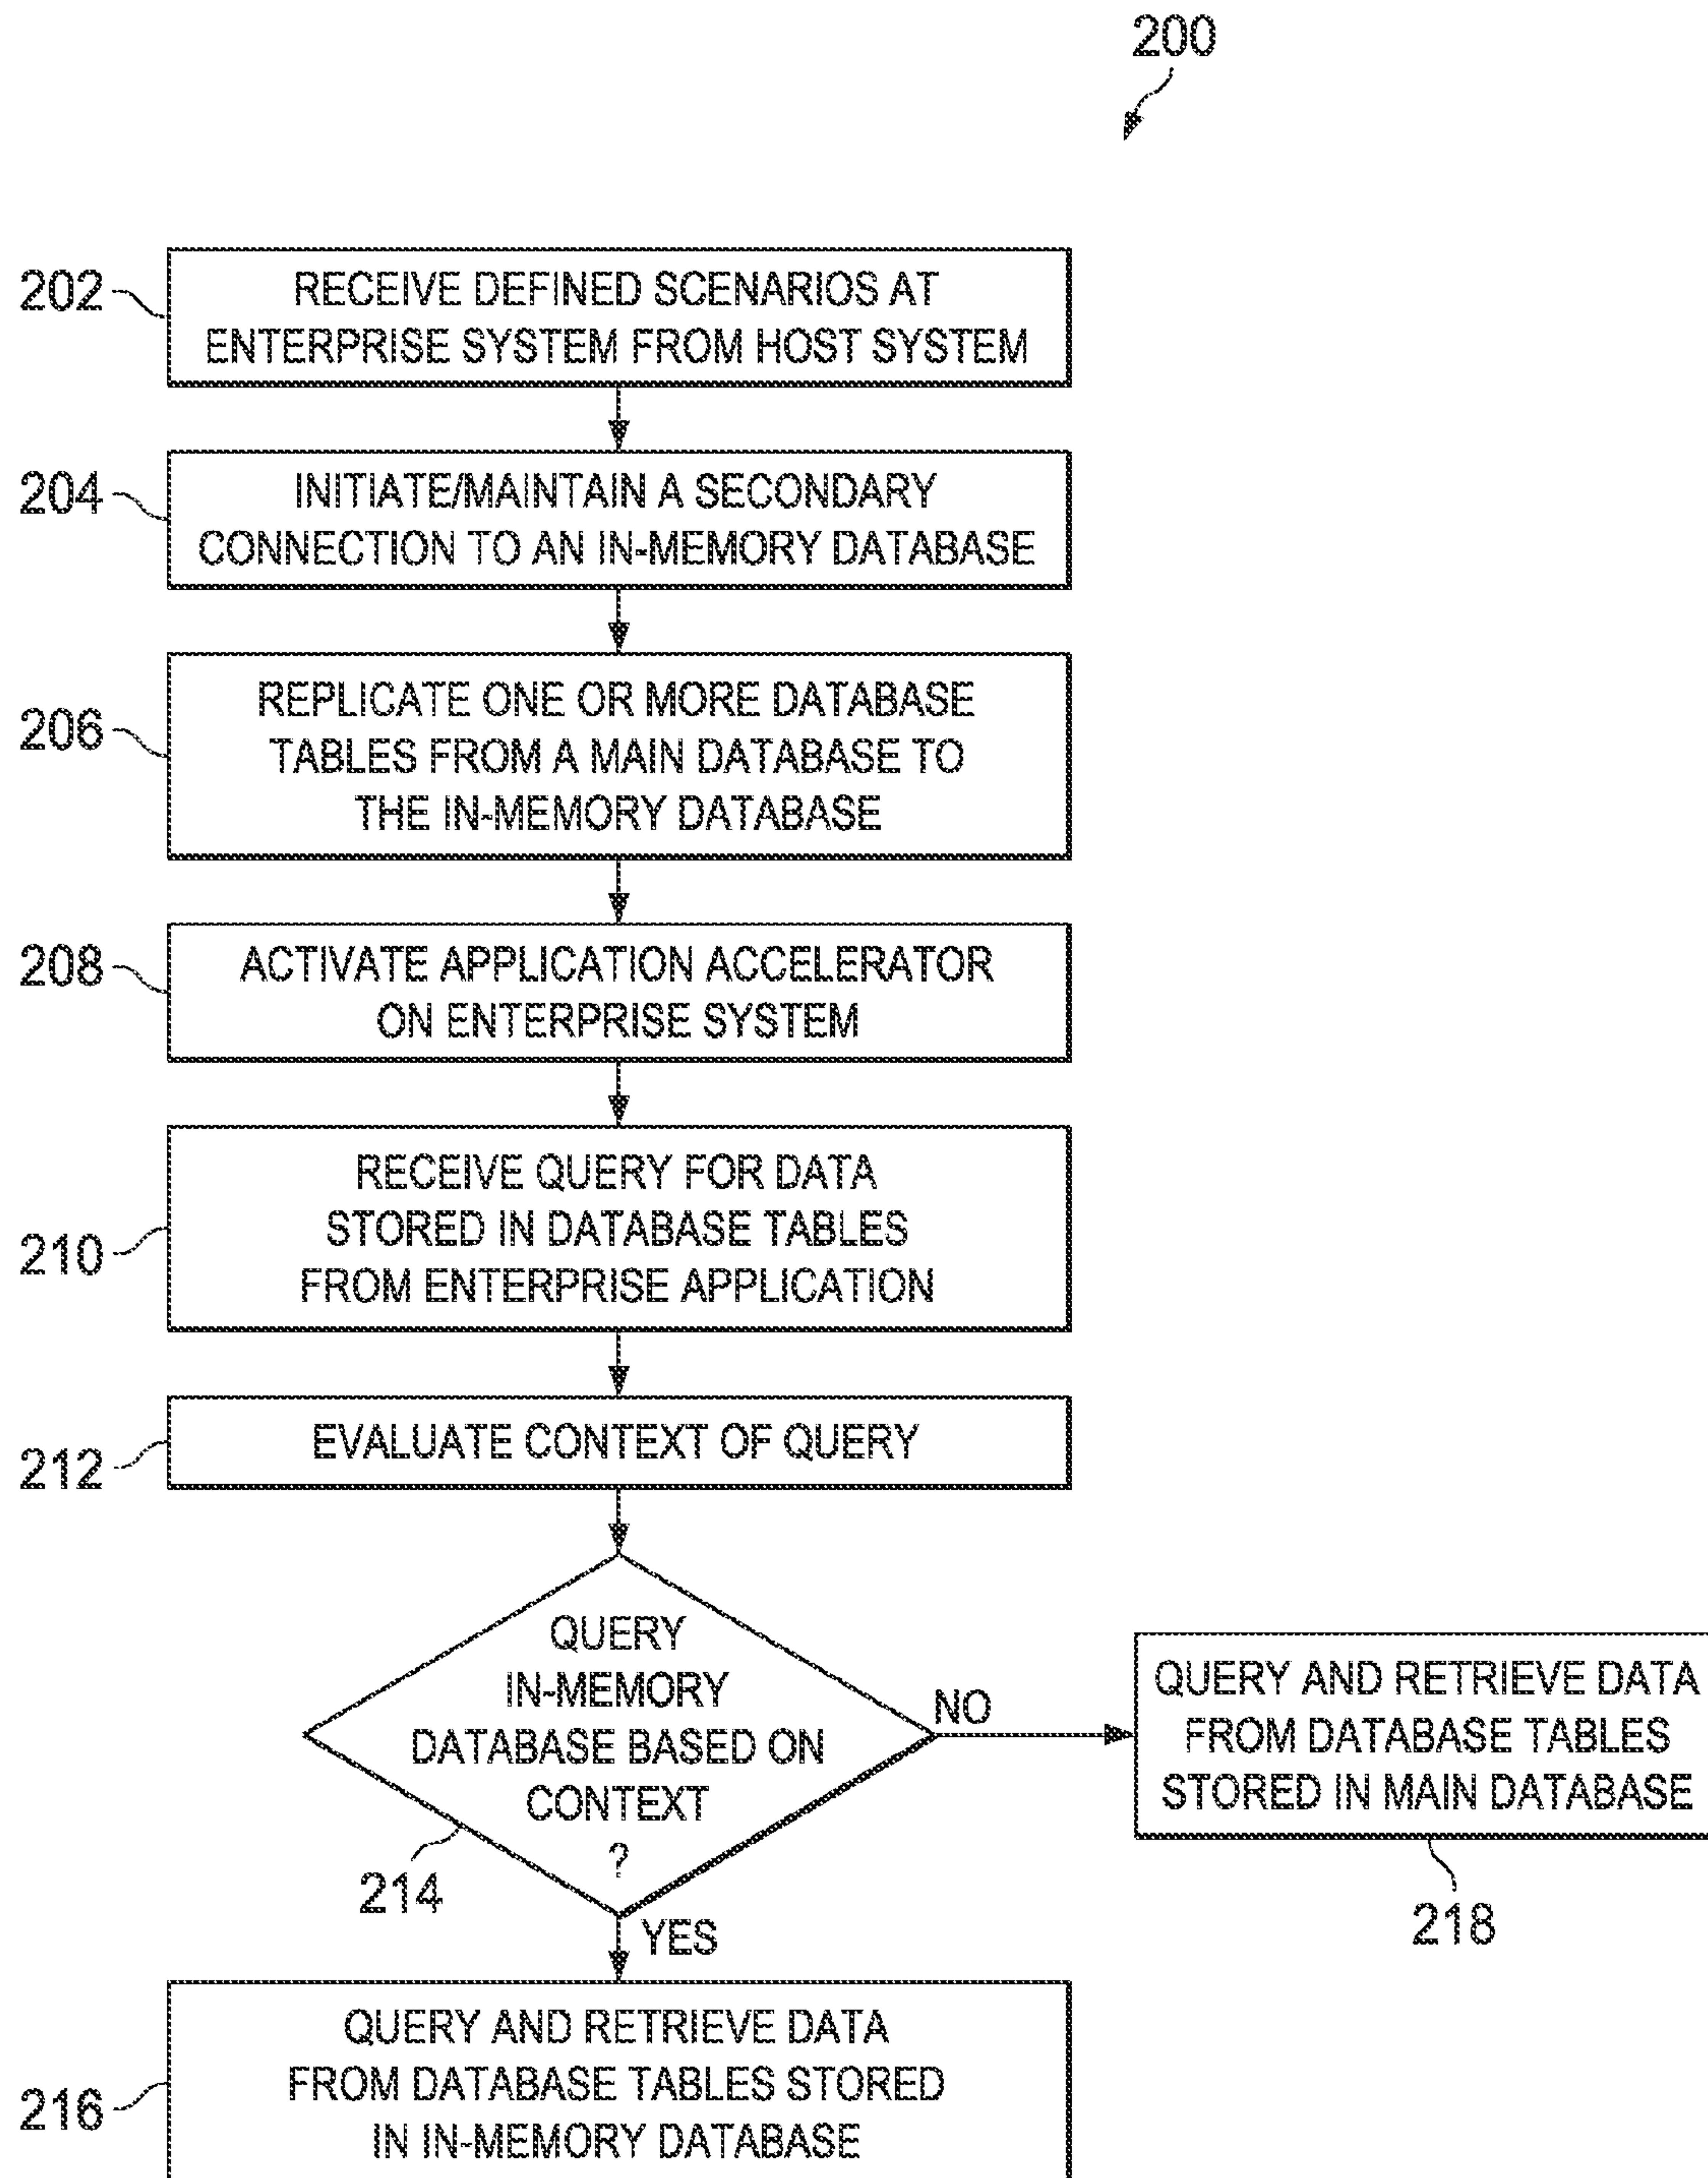 200
202
RECEIVE DEFINED SCENARIOS AT
ENTERPRISE SYSTEM FROM HOST SYSTEM
204
INITIATE/MAINTAIN A SECONDARY
CONNECTION TO AN IN-MEMORY DATABASE
206
REPLICATE ONE OR MORE DATABASE
TABLES FROM A MAIN DATABASE TO
THE IN-MEMORY DATABASE
208
ACTIVATE APPLICATION ACCELERATOR
ON ENTERPRISE SYSTEM
210
RECEIVE QUERY FOR DATA
STORED IN DATABASE TABLES
FROM ENTERPRISE APPLICATION
212
EVALUATE CONTEXT OF QUERY
QUERY
IN-MEMORY
DATABASE BASED ON
CONTEXT
?
214
NO
QUERY AND RETRIEVE DATA
FROM DATABASE TABLES
STORED IN MAIN DATABASE
218
YES
216
QUERY AND RETRIEVE DATA
FROM DATABASE TABLES STORED
IN IN-MEMORY DATABASE